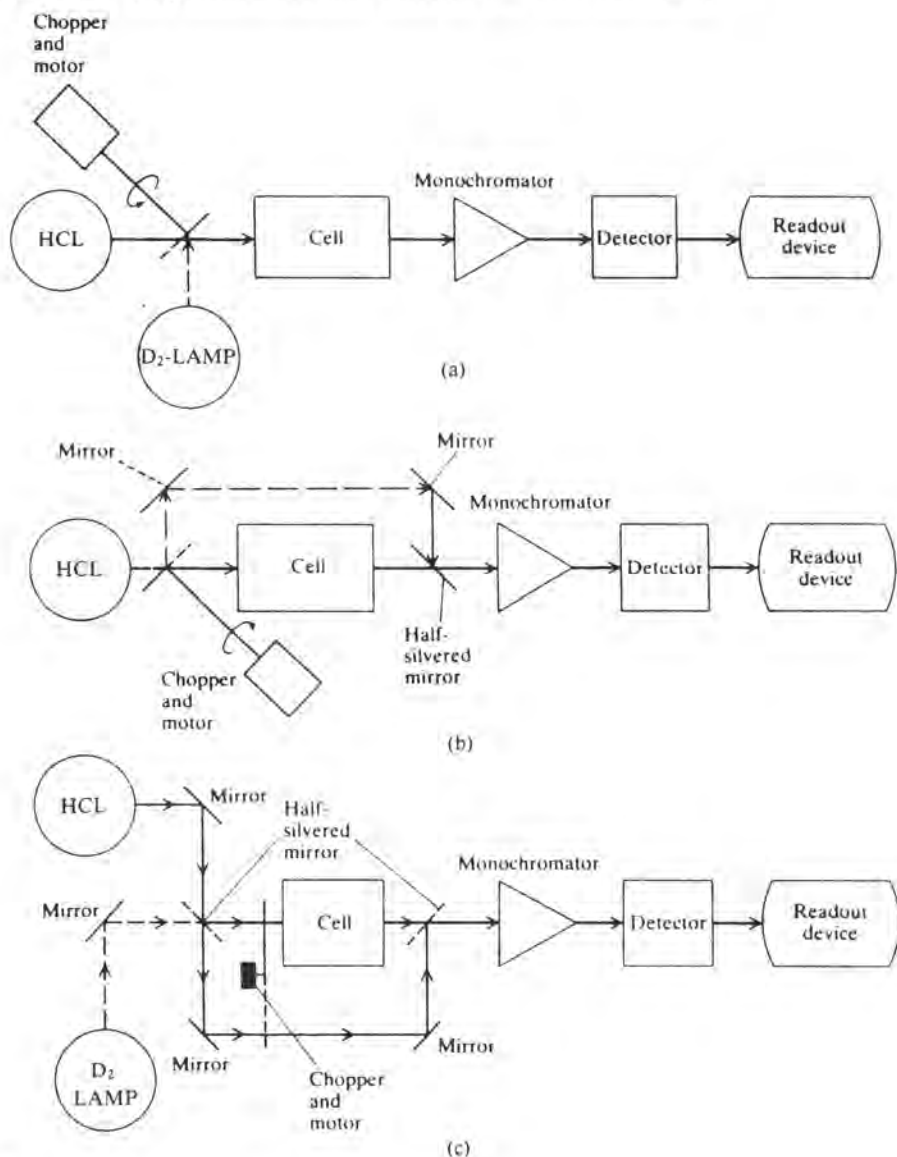 Chopper
and
motor
HCL
Cell
Monochromator
Detector
Readout
device
D₂-LAMP
(a)
Mirror
Mirror
Monochromator
HCL
Cell
Detector
Readout
device
Half-
silvered
mirror
Chopper
and
motor
(b)
HCL
Mirror
Half-
silvered
mirror
Monochromator
Mirror
Cell
Detector
Readout
device
D₂
LAMP
Mirror
Chopper
and
motor
Mirror
(c)